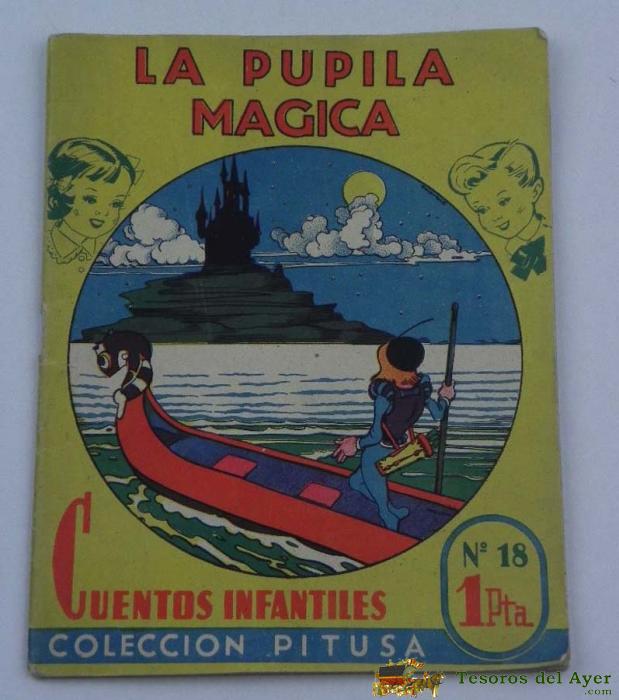 LA PUPILA
MAGICA
CUENTOS INFANTILES
Nº 18
1 Pta.
COLECCION PITUSA
Tesoros del Ayer
.com